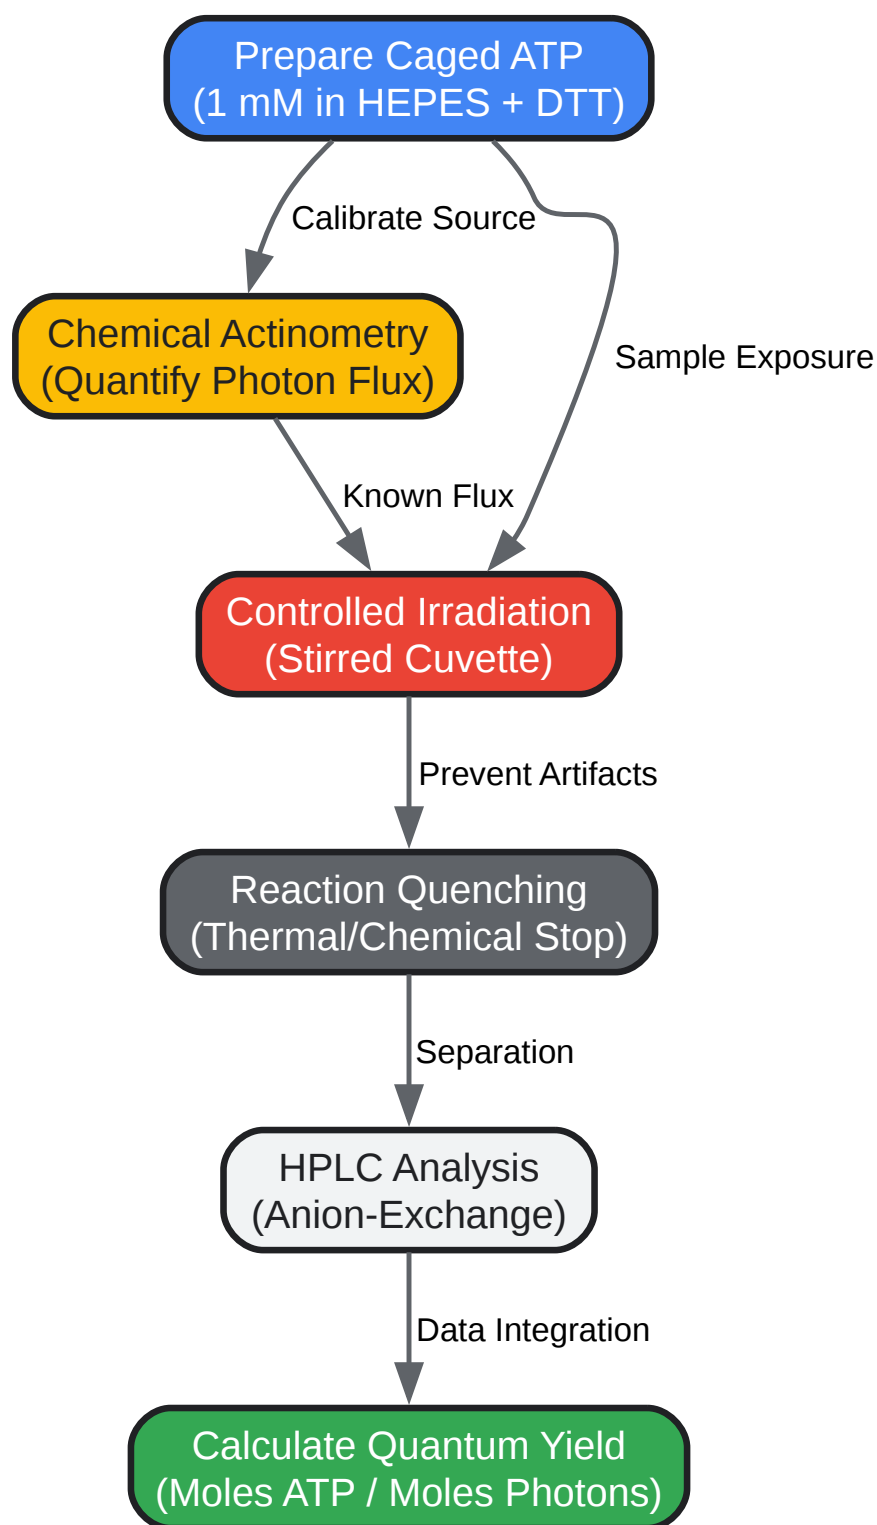 Prepare Caged ATP
(1 mM in HEPES + DTT)
Calibrate Source
Chemical Actinometry
(Quantify Photon Flux)
Sample Exposure
Known Flux
Controlled Irradiation
(Stirred Cuvette)
Prevent Artifacts
Reaction Quenching
(Thermal/Chemical Stop)
Separation
HPLC Analysis
(Anion-Exchange)
Data Integration
Calculate Quantum Yield
(Moles ATP / Moles Photons)